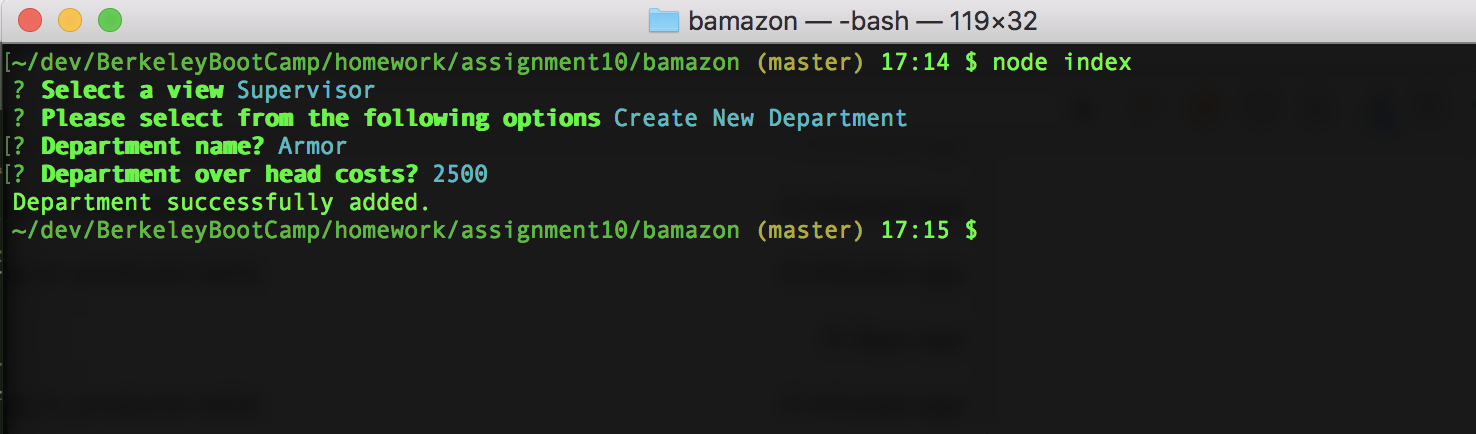 bamazon — -bash — 119×32
[~/dev/BerkeleyBootCamp/homework/assignment10/bamazon (master) 17:14 $ node index
? Select a view Supervisor
? Please select from the following options Create New Department
[? Department name? Armor
[? Department over head costs? 2500
Department successfully added.
~/dev/BerkeleyBootCamp/homework/assignment10/bamazon (master) 17:15 $